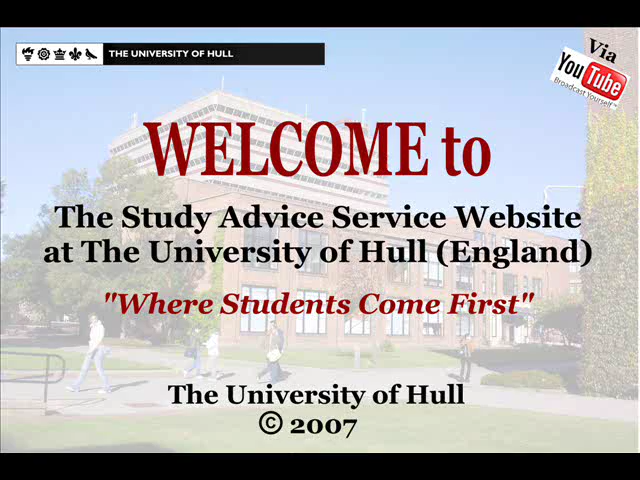 THE UNIVERSITY OF HULL
Via
YouTube
Broadcast Yourself™
WELCOME to
The Study Advice Service Website
at The University of Hull (England)
"Where Students Come First"
The University of Hull
© 2007